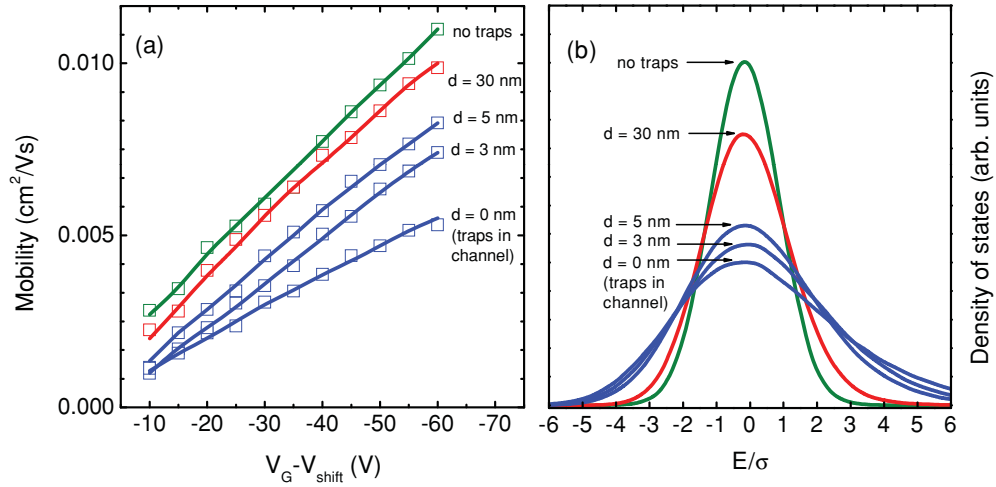 (a)
no traps
d = 30 nm
d = 5 nm
d = 3 nm
d = 0 nm
(traps in
channel)
0.010
0.005
0.000
Mobility (cm²/Vs)
-10 -20 -30 -40 -50 -60 -70
V_G-V_shift (V)
(b)
no traps
d = 30 nm
d = 5 nm
d = 3 nm
d = 0 nm
(traps in
channel)
-6 -5 -4 -3 -2 -1 0 1 2 3 4 5 6
E/σ
Density of states (arb. units)